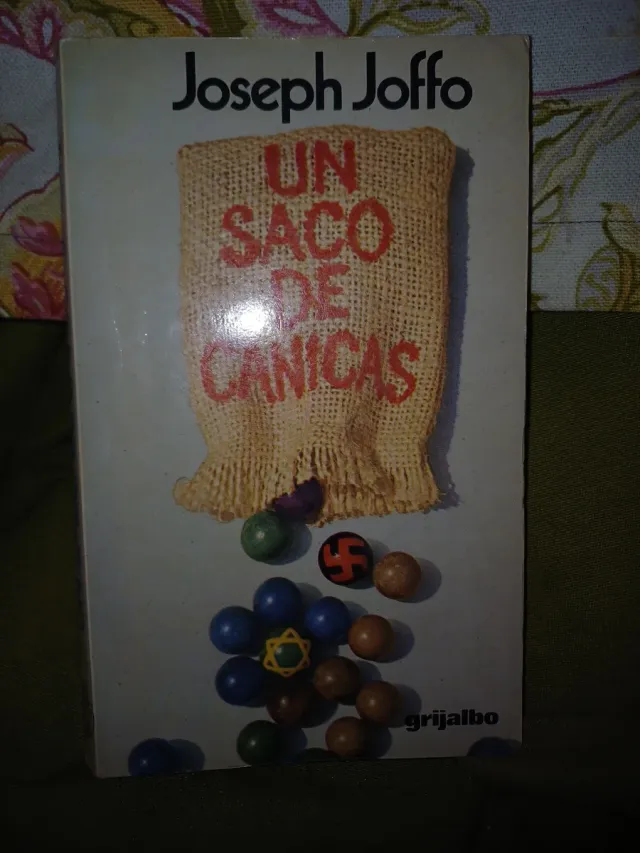 Joseph Joffo
UN
SACO
DE
CANICAS
grijalbo